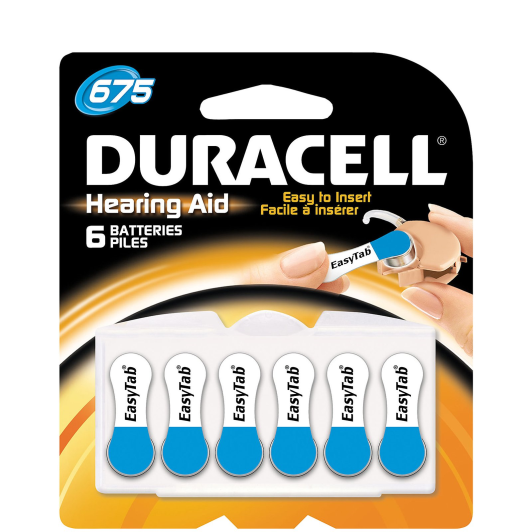 675
DURACELL®
Hearing Aid
Easy to Insert
Facile à insérer
6 BATTERIES
PILES
EasyTab®
EasyTab®
EasyTab®
EasyTab®
EasyTab®
EasyTab®
EasyTab®